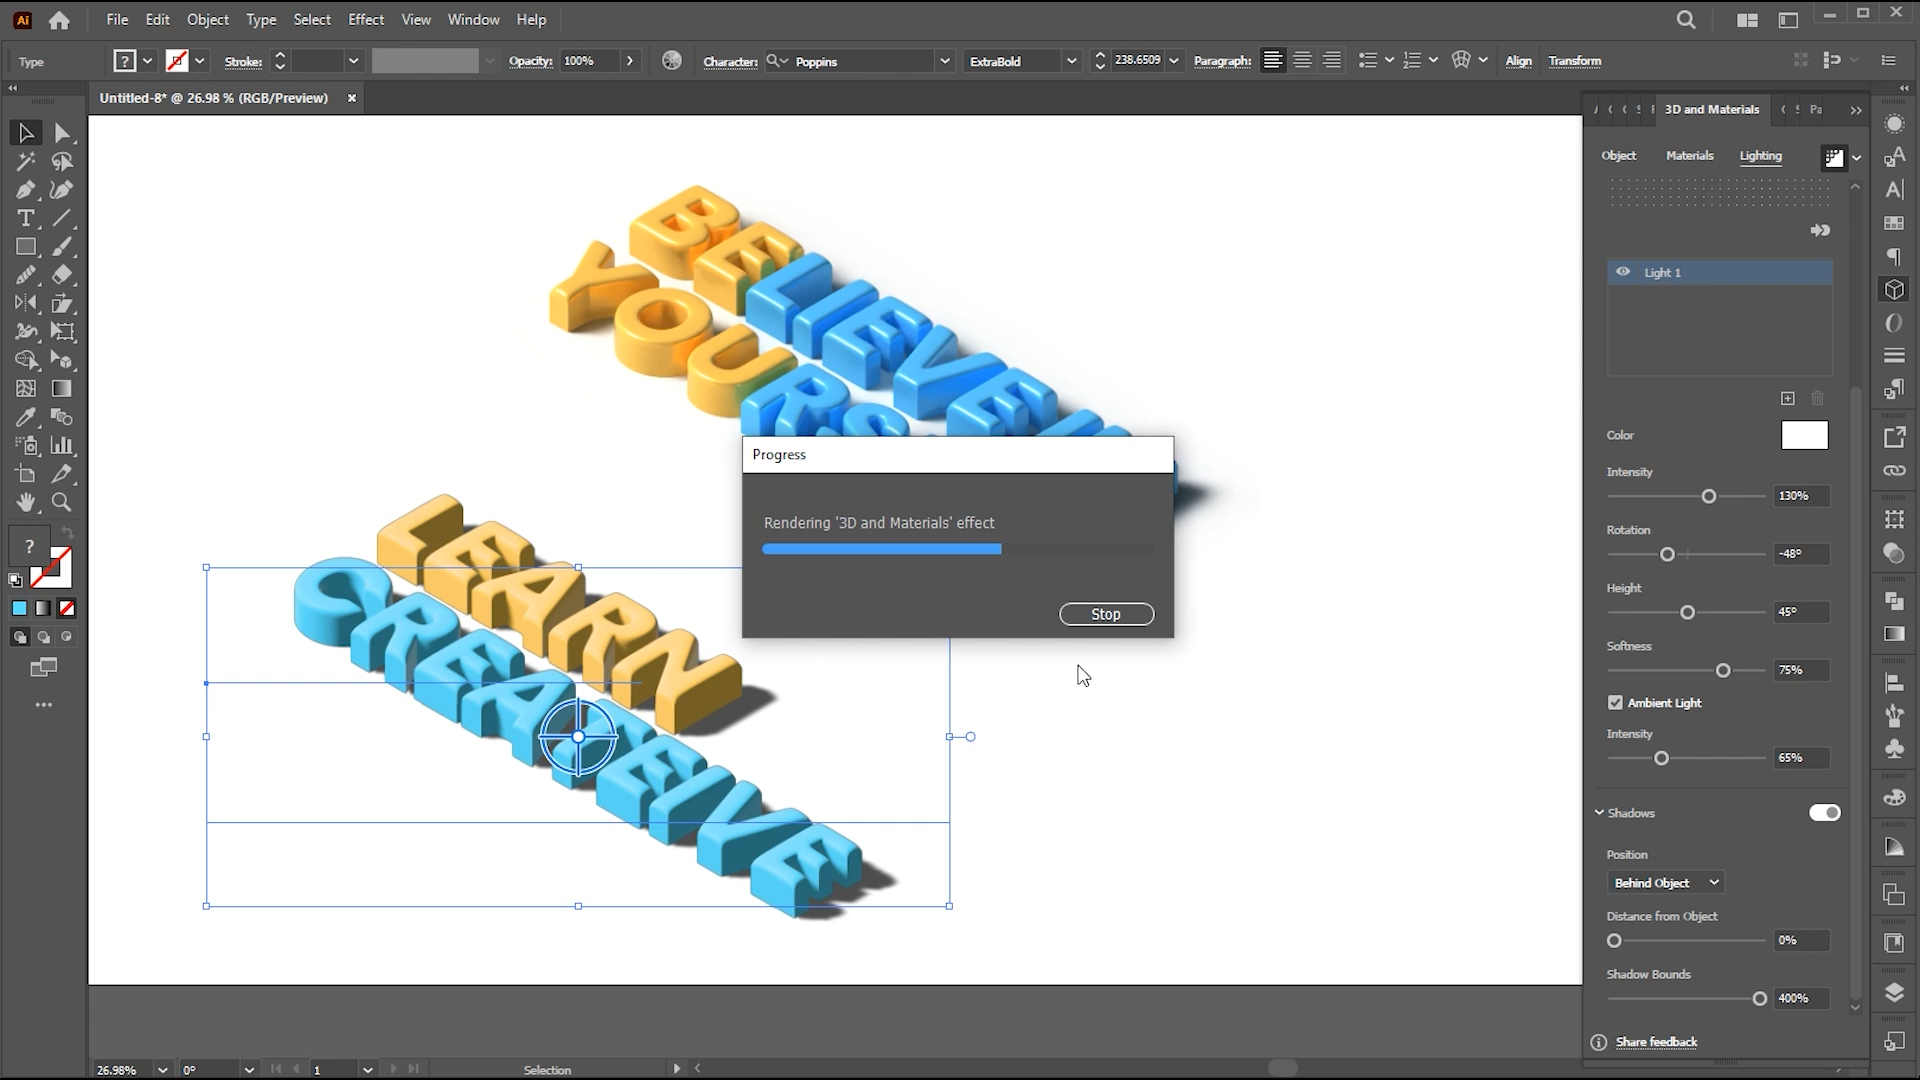 Ai
File Edit Object Type Select Effect View Window Help
Type ? Stroke: Opacity: 100% Character: Poppins ExtraBold 238.6509 Paragraph: Align Transform
Untitled-8* @ 26.98 % (RGB/Preview)
3D and Materials Pa
Object Materials Lighting
Light 1
BELIEVE
YOURS
Color
Intensity
130%
Progress
Rendering '3D and Materials' effect
Stop
Rotation
-48°
Height
45°
Softness
75%
Ambient Light
Intensity
65%
LEARN
CREATEIVE
?
Shadows
Position
Behind Object
Distance from Object
0%
Shadow Bounds
400%
Share feedback
26.98% 0° 1 Selection